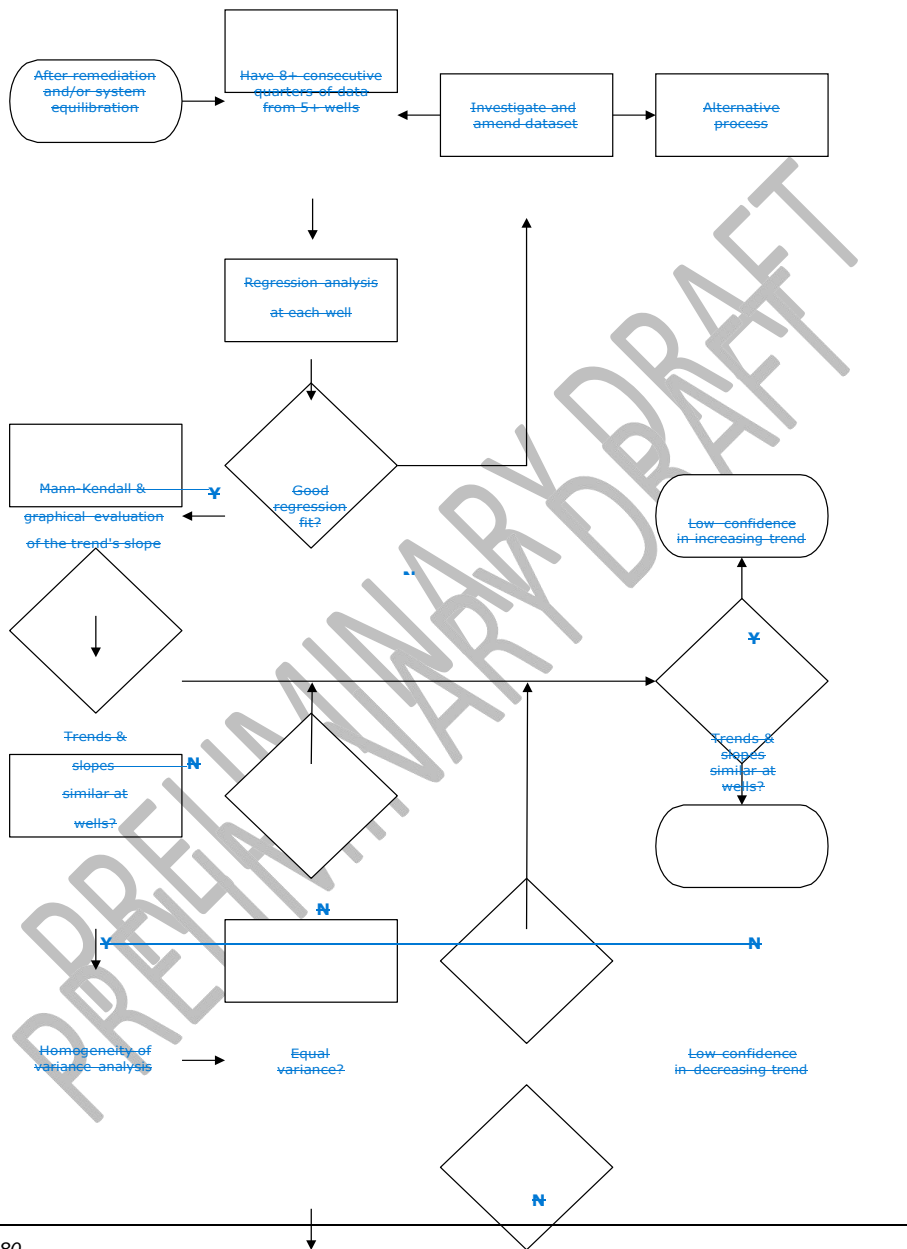 After remediation
and/or system
equilibration
Have 8+ consecutive
quarters of data
from 5+ wells
Investigate and
amend dataset
Alternative
process
Regression analysis
at each well
Mann-Kendall &
graphical evaluation
of the trend's slope
Y
Good
regression
fit?
Low confidence
in increasing trend
Y
Trends &
slopes
similar at
wells?
N
Trends &
slopes
similar at
wells?
N
Y
N
Homogeneity of
variance analysis
Equal
variance?
Low confidence
in decreasing trend
N
PRELIMINARY DRAFT
PRELIMINARY DRAFT